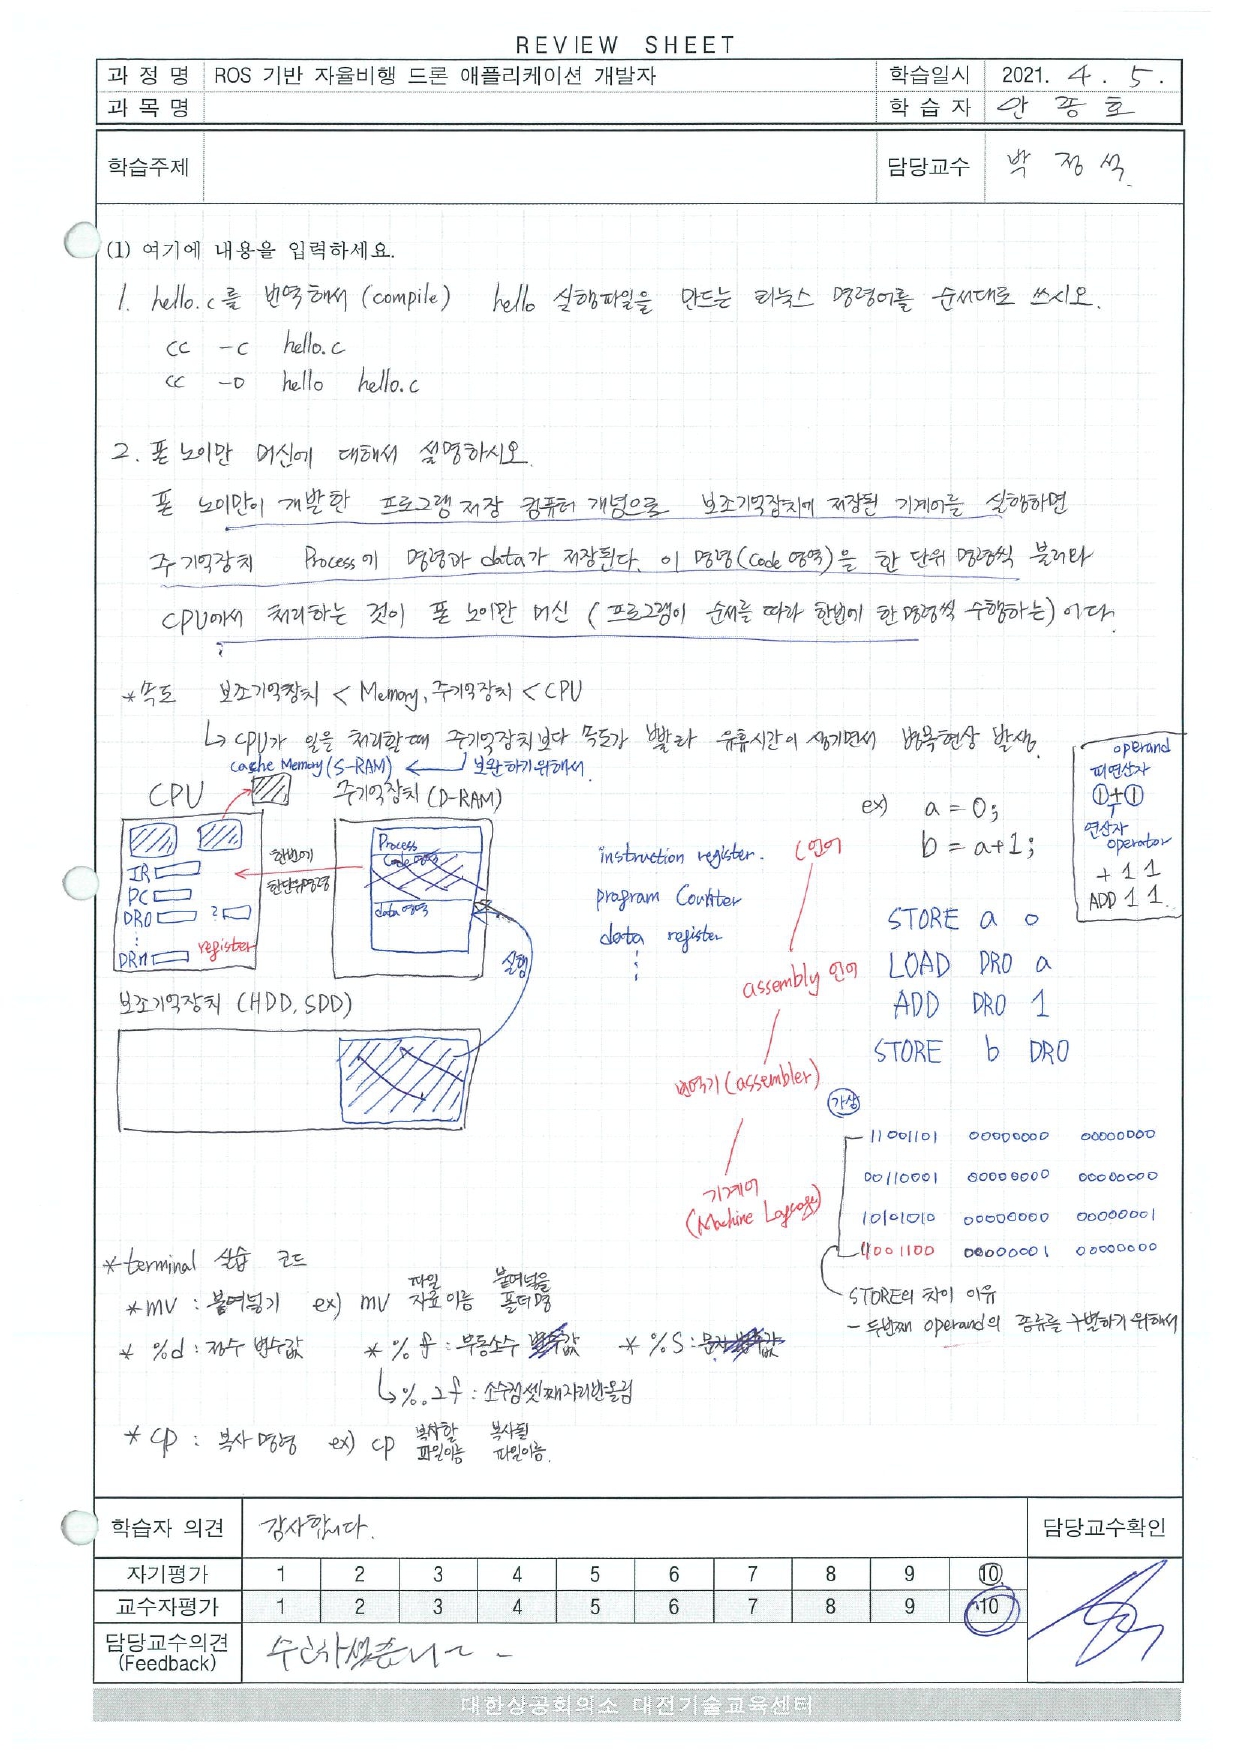 REVIEW SHEET
과 정 명 ROS 기반 자율비행 드론 애플리케이션 개발자 학습일시 2021. 4. 5.
과 목 명 학 습 자 안 종 호
학습주제 담당교수 박 정 석
(1) 여기에 내용을 입력하세요.
1. hello.c를 번역해서 (compile) hello 실행파일을 만드는 리눅스 명령어를 순서대로 쓰시오.
cc -c hello.c
cc -o hello hello.c
2. 폰 노이만 머신에 대해서 설명하시오.
폰 노이만이 개발한 프로그램 저장 컴퓨터 개념으로 보조기억장치에 저장된 기계어를 실행하면
주기억장치 Process에 명령과 data가 저장된다. 이 명령(Code 영역)을 한 단위 명령씩 불러와
CPU에서 처리하는 것이 폰 노이만 머신 (프로그램이 순서를 따라 한번에 한 명령씩 수행하는)이다.
*속도 보조기억장치 < Memory, 주기억장치 < CPU
↳ CPU가 일을 처리할때 주기억장치보다 속도가 빨라 유휴시간이 생기면서 병목현상 발생.
cache Memory(S-RAM) ← 보완하기위해서.
CPU 주기억장치 (D-RAM)
IR
PC
DR0
⋮
DRn
register
한번에
한단위명령
Process
Code 영역
data 영역
실행
보조기억장치 (HDD, SDD)
instruction register.
program Counter
data register
⋮
C언어
assembly 언어
번역기 (assembler)
기계어
(Machine
ex) a = 0;
b = a+1;
STORE a 0
LOAD DR0 a
ADD DR0 1
STORE b DR0
operand
피연산자
①+①
연산자
operator
+ 1 1
ADD 1 1
가상
11001101 00000000 00000000
00110001 00000000 00000000
10101010 00000000 00000001
11001100 00000001 00000000
STORE의 차이 이유
- 두번째 operand의 종류를 구별하기 위해서
*terminal 실습 코드
*mv : 붙여넣기 ex) mv 파일 자료이름 붙여넣을 폴더명
* %d : 정수 변수값 * %f : 부동소수 값 * %S : 값
↳ %.2f : 소수점셋째자리반올림
* cp : 복사 명령 ex) cp 복사할 파일이름 복사될 파일이름.
학습자 의견 감사합니다. 담당교수확인
자기평가 1 2 3 4 5 6 7 8 9 10
교수자평가 1 2 3 4 5 6 7 8 9 10
담당교수의견
(Feedback)
대한상공회의소 대전기술교육센터